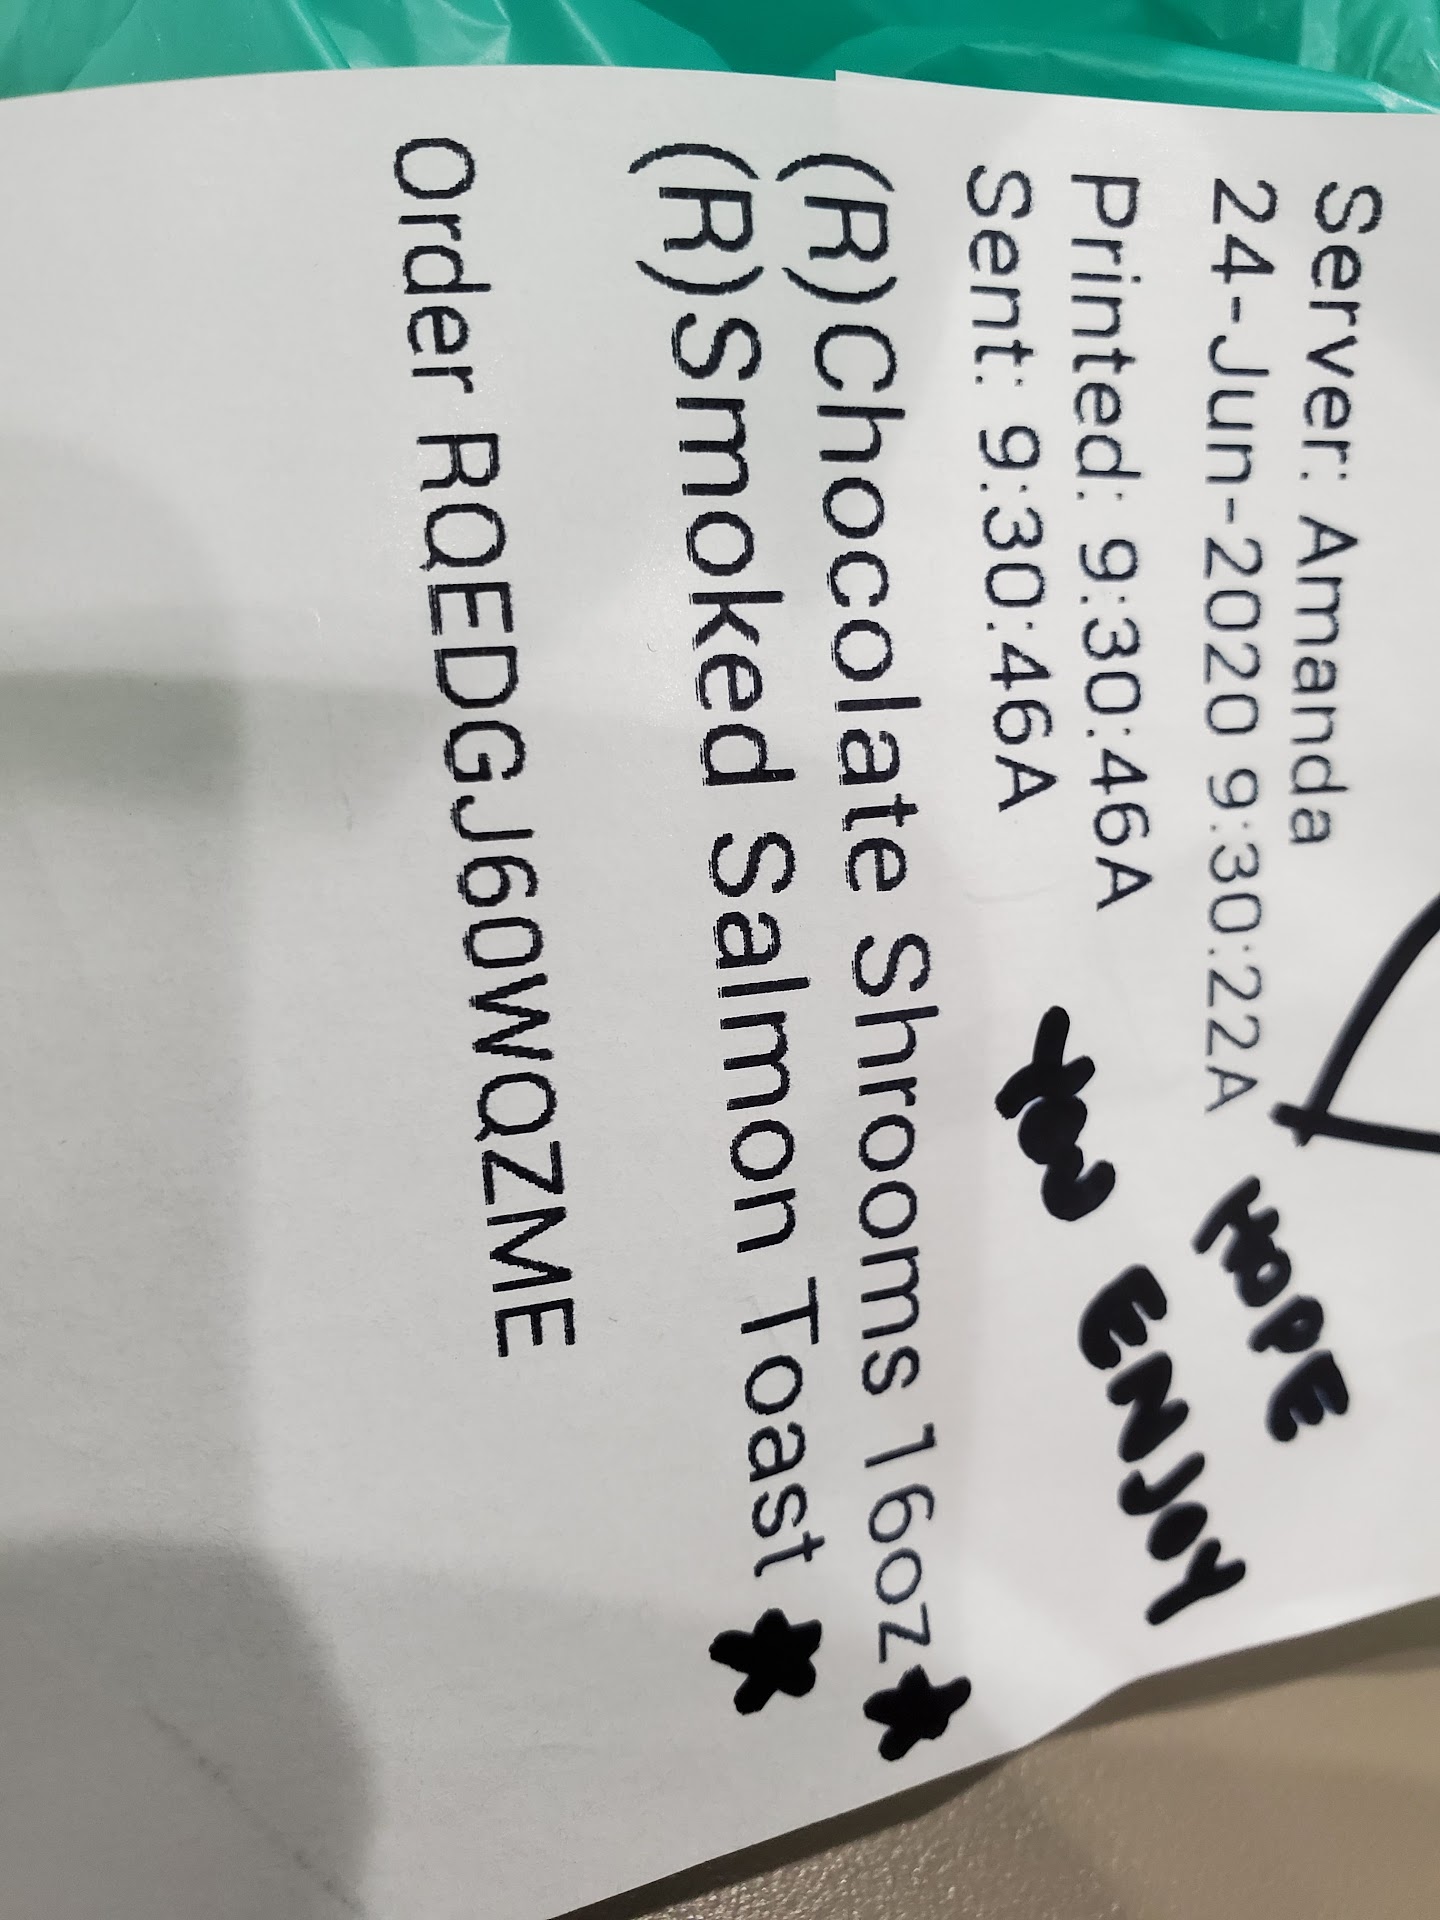 Server: Amanda
24-Jun-2020 9:30:22A
Printed: 9:30:46A
Sent: 9:30:46A
HOPE
YOU ENJOY
(R)Chocolate Shrooms 16oz
(R)Smoked Salmon Toast
Order RQEDGJ60WQZME